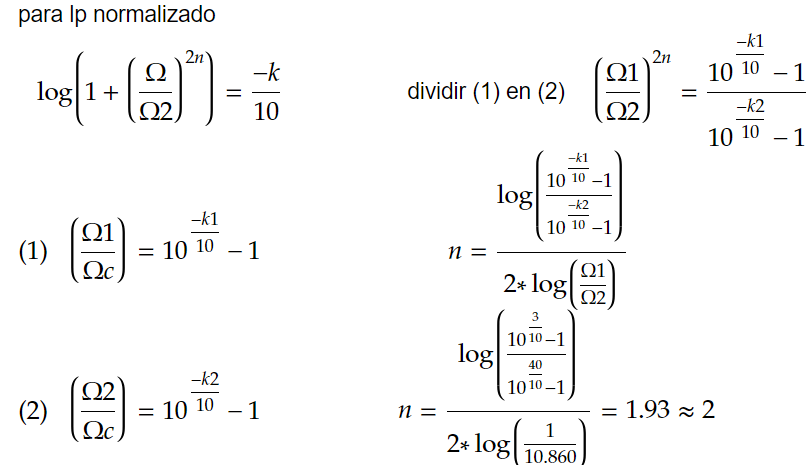 para lp normalizado
log(1 + (Ω/Ω2)^2n) = −k/10
dividir (1) en (2) (Ω1/Ω2)^2n = (10^(−k1/10) − 1)/(10^(−k2/10) − 1)
(1) (Ω1/Ωc) = 10^(−k1/10) − 1
n = log((10^(−k1/10) −1)/(10^(−k2/10) −1))/(2* log(Ω1/Ω2))
(2) (Ω2/Ωc) = 10^(−k2/10) − 1
n = log((10^(3/10) −1)/(10^(40/10) −1))/(2* log(1/10.860)) = 1.93 ≈ 2